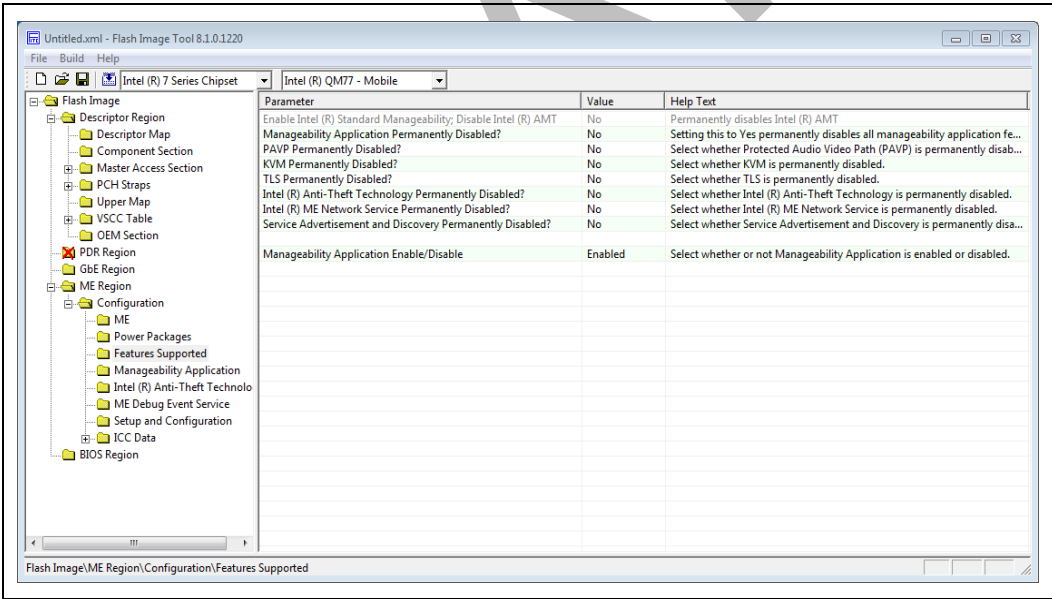 Untitled.xml - Flash Image Tool 8.1.0.1220
File Build Help
Intel (R) 7 Series Chipset Intel (R) QM77 - Mobile
Flash Image
Descriptor Region
Descriptor Map
Component Section
Master Access Section
PCH Straps
Upper Map
VSCC Table
OEM Section
PDR Region
GbE Region
ME Region
Configuration
ME
Power Packages
Features Supported
Manageability Application
Intel (R) Anti-Theft Technolo
ME Debug Event Service
Setup and Configuration
ICC Data
BIOS Region
Parameter Value Help Text
Enable Intel (R) Standard Manageability; Disable Intel (R) AMT No Permanently disables Intel (R) AMT
Manageability Application Permanently Disabled? No Setting this to Yes permanently disables all manageability application fe...
PAVP Permanently Disabled? No Select whether Protected Audio Video Path (PAVP) is permanently disab...
KVM Permanently Disabled? No Select whether KVM is permanently disabled.
TLS Permanently Disabled? No Select whether TLS is permanently disabled.
Intel (R) Anti-Theft Technology Permanently Disabled? No Select whether Intel (R) Anti-Theft Technology is permanently disabled.
Intel (R) ME Network Service Permanently Disabled? No Select whether Intel (R) ME Network Service is permanently disabled.
Service Advertisement and Discovery Permanently Disabled? No Select whether Service Advertisement and Discovery is permanently disa...
Manageability Application Enable/Disable Enabled Select whether or not Manageability Application is enabled or disabled.
Flash Image\ME Region\Configuration\Features Supported